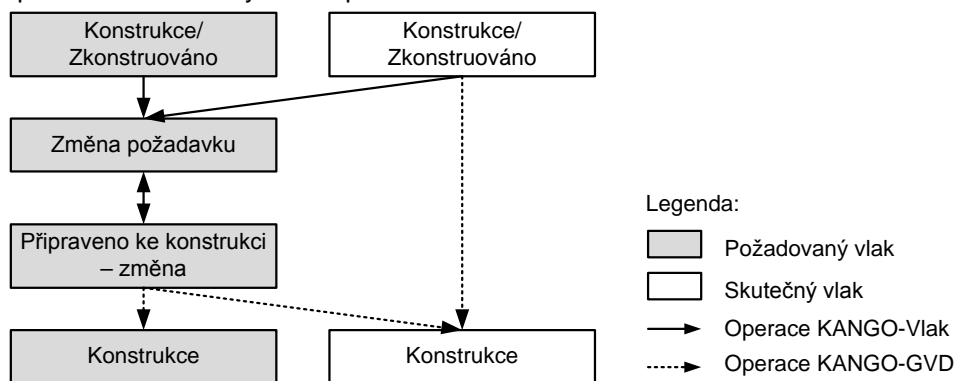 Konstrukce/
Zkonstruováno
Konstrukce/
Zkonstruováno
Změna požadavku
Připraveno ke konstrukci
– změna
Konstrukce
Konstrukce
Legenda:
Požadovaný vlak
Skutečný vlak
Operace KANGO-Vlak
Operace KANGO-GVD